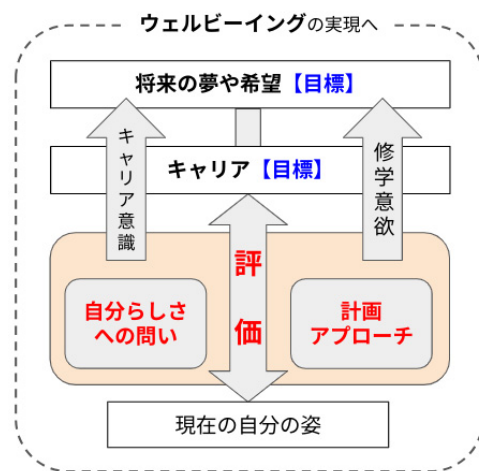 ウェルビーイングの実現へ
将来の夢や希望【目標】
キャリア【目標】
キャリア意識
修学意欲
評価
自分らしさ
への問い
計画
アプローチ
現在の自分の姿